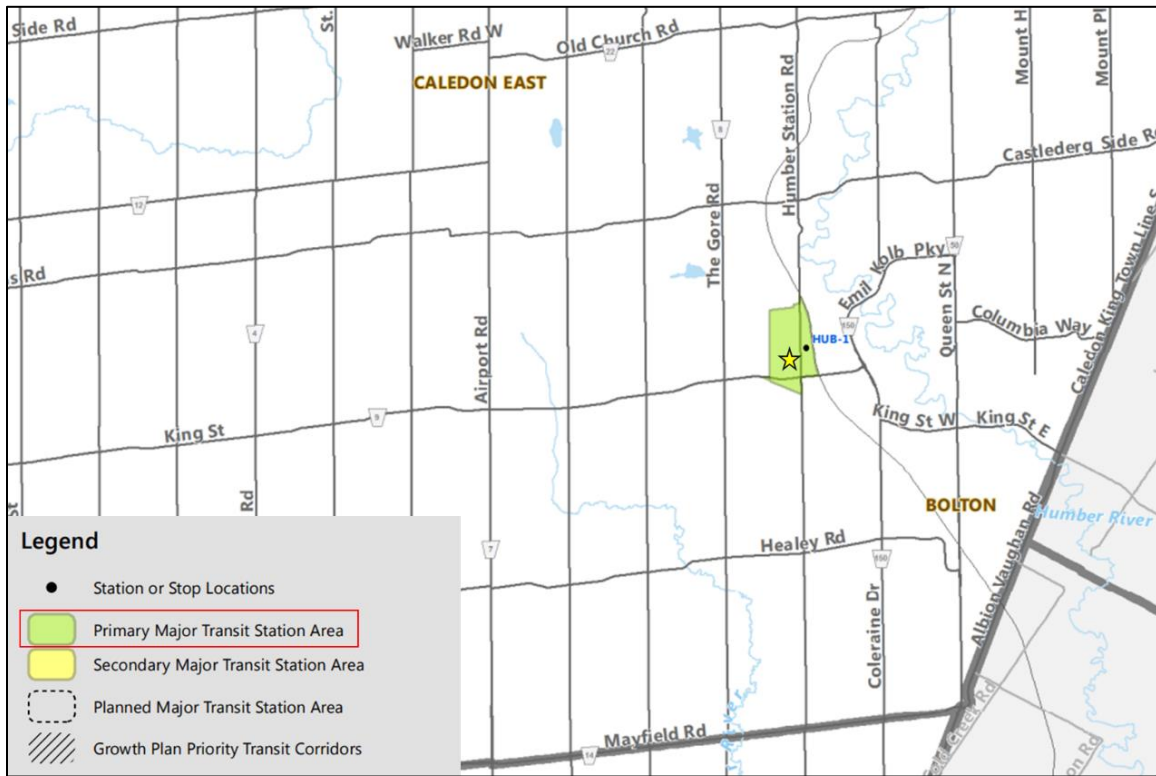 Side Rd
St.
Walker Rd W
Old Church Rd
22
CALEDON EAST
Mount H
Mount Pl
8
Humber Station Rd
Castlederg Side Rd
12
The Gore Rd
s Rd
Emil Kolb Pky
50
Queen St N
Caledon King Town Line S
4
Airport Rd
150
HUB-1
Columbia Way
9
King St
King St W
King St E
Rd
St
BOLTON
Humber River
Albion Vaughan Rd
Healey Rd
7
150
Coleraine Dr
River
Mayfield Rd
14
on Rd
Legend
Station or Stop Locations
Primary Major Transit Station Area
Secondary Major Transit Station Area
Planned Major Transit Station Area
Growth Plan Priority Transit Corridors